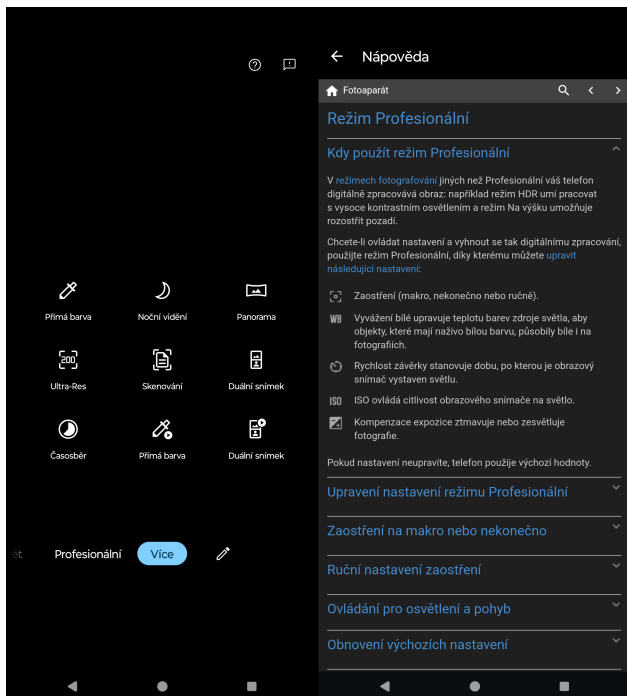 Přímá barva
Noční vidění
Panorama
200
Ultra-Res
Skenování
Duální snímek
Časosběr
Přímá barva
Duální snímek
Profesionální
Více
Nápověda
Fotoaparát
Režim Profesionální
Kdy použít režim Profesionální
V režimech fotografování jiných než Profesionální váš telefon
digitálně zpracovává obraz: například režim HDR umí pracovat
s vysoce kontrastním osvětlením a režim Na výšku umožňuje
rozostřit pozadí.
Chcete-li ovládat nastavení a vyhnout se tak digitálnímu zpracování,
použijte režim Profesionální, díky kterému můžete upravit
následující nastavení:
Zaostření (makro, nekonečno nebo ručně).
WB Vyvážení bílé upravuje teplotu barev zdroje světla, aby
objekty, které mají naživo bílou barvu, působily bíle i na
fotografiích.
Rychlost závěrky stanovuje dobu, po kterou je obrazový
snímač vystaven světlu.
ISO ISO ovládá citlivost obrazového snímače na světlo.
Kompenzace expozice ztmavuje nebo zesvětluje
fotografie.
Pokud nastavení neupravíte, telefon použije výchozí hodnoty.
Upravení nastavení režimu Profesionální
Zaostření na makro nebo nekonečno
Ruční nastavení zaostření
Ovládání pro osvětlení a pohyb
Obnovení výchozích nastavení